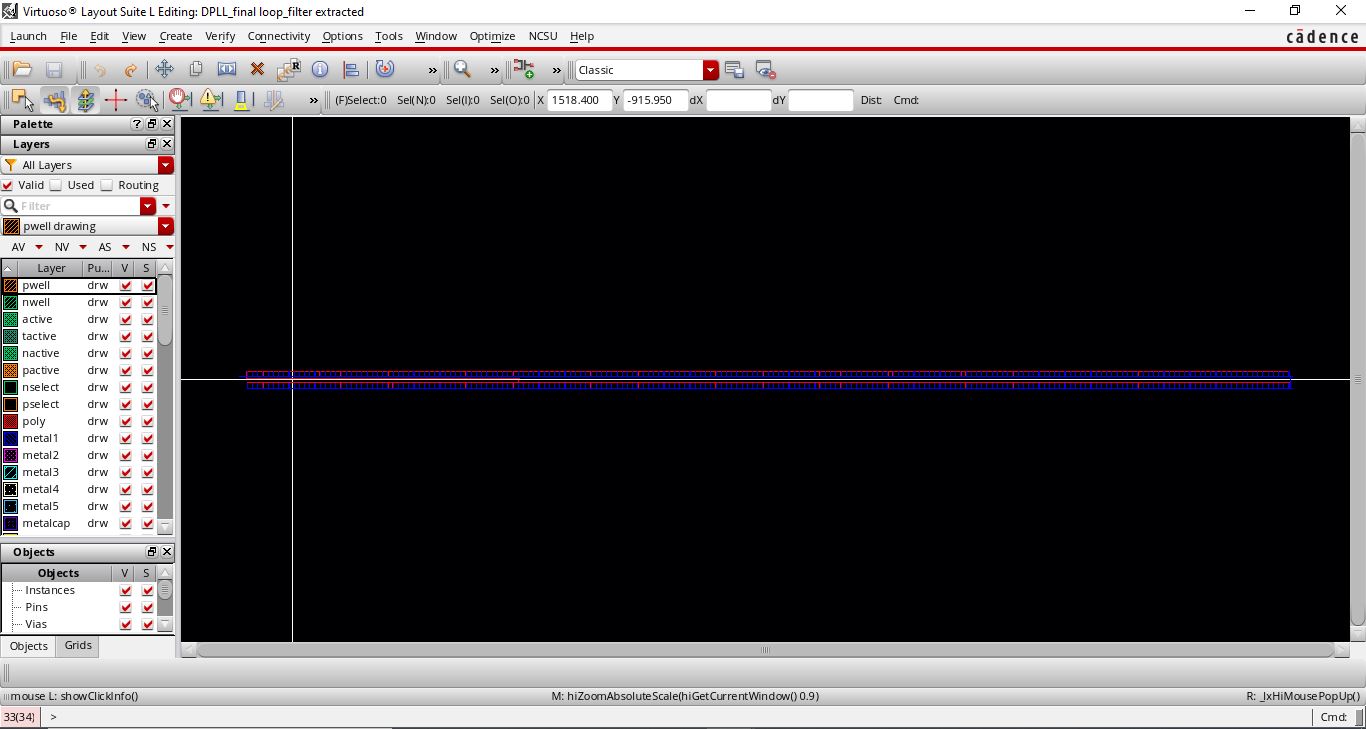 Virtuoso® Layout Suite L Editing: DPLL_final loop_filter extracted
Launch File Edit View Create Verify Connectivity Options Tools Window Optimize NCSU Help
cādence
» » » Classic
» (F)Select:0 Sel(N):0 Sel(I):0 Sel(O):0 X 1518.400 Y -915.950 dX dY Dist: Cmd:
Palette ?
Layers
All Layers
Valid Used Routing
Filter
pwell drawing
AV NV AS NS
Layer Pu... V S
pwell drw
nwell drw
active drw
tactive drw
nactive drw
pactive drw
nselect drw
pselect drw
poly drw
metal1 drw
metal2 drw
metal3 drw
metal4 drw
metal5 drw
metalcap drw
Objects
Objects V S
Instances
Pins
Vias
Objects Grids
mouse L: showClickInfo() M: hiZoomAbsoluteScale(hiGetCurrentWindow() 0.9) R: _lxHiMousePopUp()
33(34) > Cmd: